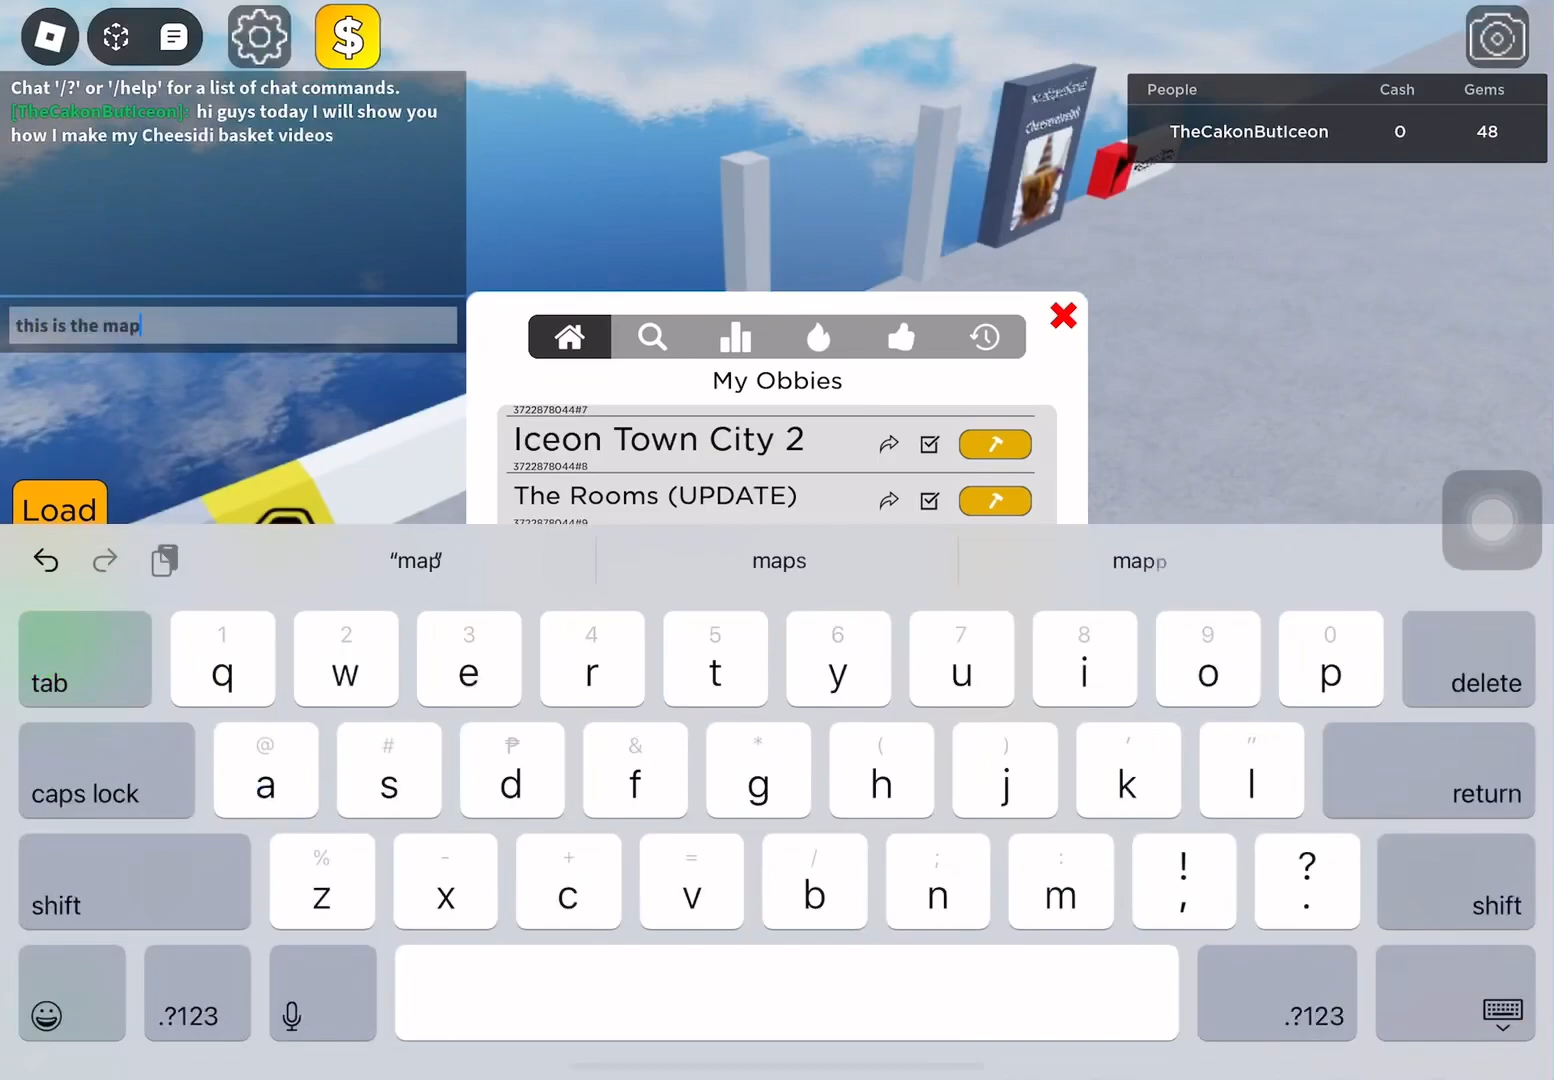 $
Chat '/?' or '/help' for a list of chat commands.
[TheCakonButIceon]: hi guys today I will show you
how I make my Cheesidi basket videos
People Cash Gems
TheCakonButIceon 0 48
this is the map
My Obbies
3722878044#7
Iceon Town City 2
3722878044#8
The Rooms (UPDATE)
3722878044#9
Load
“map” maps mapp
1 2 3 4 5 6 7 8 9 0
tab q w e r t y u i o p delete
@ # ₱ & * ( ) ' "
caps lock a s d f g h j k l return
% - + = / ; : ! ?
shift z x c v b n m , . shift
.?123 .?123